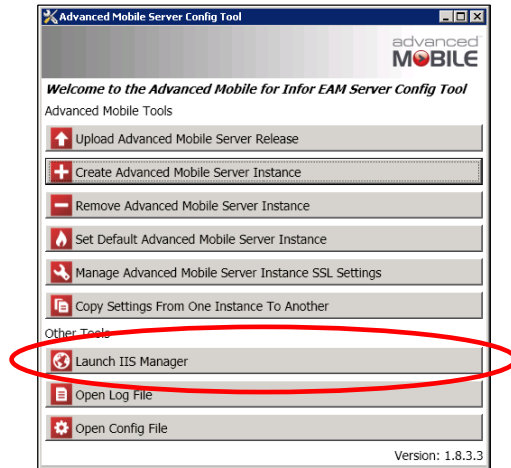 Advanced Mobile Server Config Tool
advanced
MOBILE
Welcome to the Advanced Mobile for Infor EAM Server Config Tool
Advanced Mobile Tools
Upload Advanced Mobile Server Release
Create Advanced Mobile Server Instance
Remove Advanced Mobile Server Instance
Set Default Advanced Mobile Server Instance
Manage Advanced Mobile Server Instance SSL Settings
Copy Settings From One Instance To Another
Other Tools
Launch IIS Manager
Open Log File
Open Config File
Version: 1.8.3.3